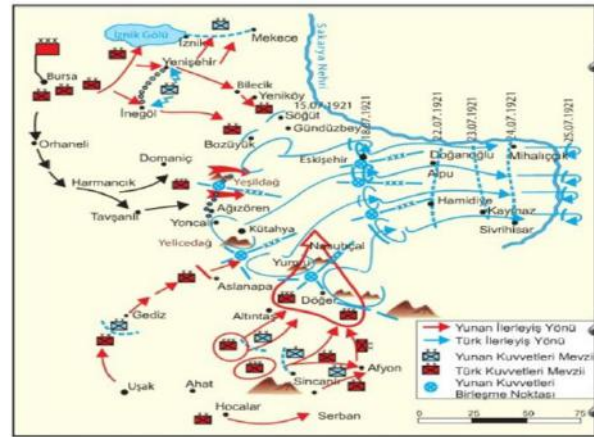 İznik Gölü
İznik
Mekece
Sakarya Nehri
Yenişehir
Bursa
Bilecik
Yeniköy
15.07.1921
İnegöl
Söğüt
Gündüzbey
Bozüyük
Orhaneli
Domaniç
Eskişehir
18.07.1921
22.07.1921
23.07.1921
24.07.1921
25.07.1921
Doğanoğlu
Mihalıççık
Alpu
Harmancık
Yeşildağ
Tavşanlı
Ağızören
Hamidiye
Kaymaz
Yoncalı
Kütahya
Sivrihisar
Yelicedağ
Nasuhçal
Aslanapa
Döğer
Gediz
Altıntaş
Uşak
Ahat
Sincanlı
Afyon
Hocalar
Serban
Yunan İlerleyiş Yönü
Türk İlerleyiş Yönü
Yunan Kuvvetleri Mevzii
Türk Kuvvetleri Mevzii
Yunan Kuvvetleri
Birleşme Noktası
0 25 50 75